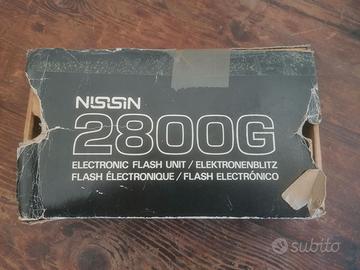 NISSIN
2800G
ELECTRONIC FLASH UNIT / ELEKTRONENBLITZ
FLASH ÉLECTRONIQUE / FLASH ELECTRÓNICO
subito